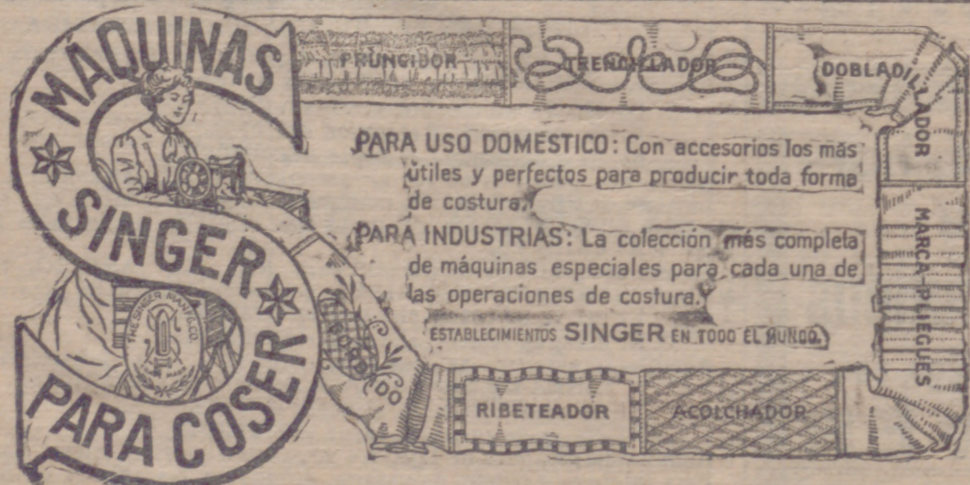 MÁQUINAS
SINGER
PARA COSER
THE SINGER MANFG. CO.
FRUNCIDOR
TRENCILLADOR
DOBLADILLADOR
MARCA-PLIEGUES
PARA USO DOMESTICO: Con accesorios los más
útiles y perfectos para producir toda forma
de costura.
PARA INDUSTRIAS: La colección más completa
de máquinas especiales para cada una de
las operaciones de costura.
ESTABLECIMIENTOS SINGER EN TODO EL MUNDO.
BORDADO
RIBETEADOR
ACOLCHADOR